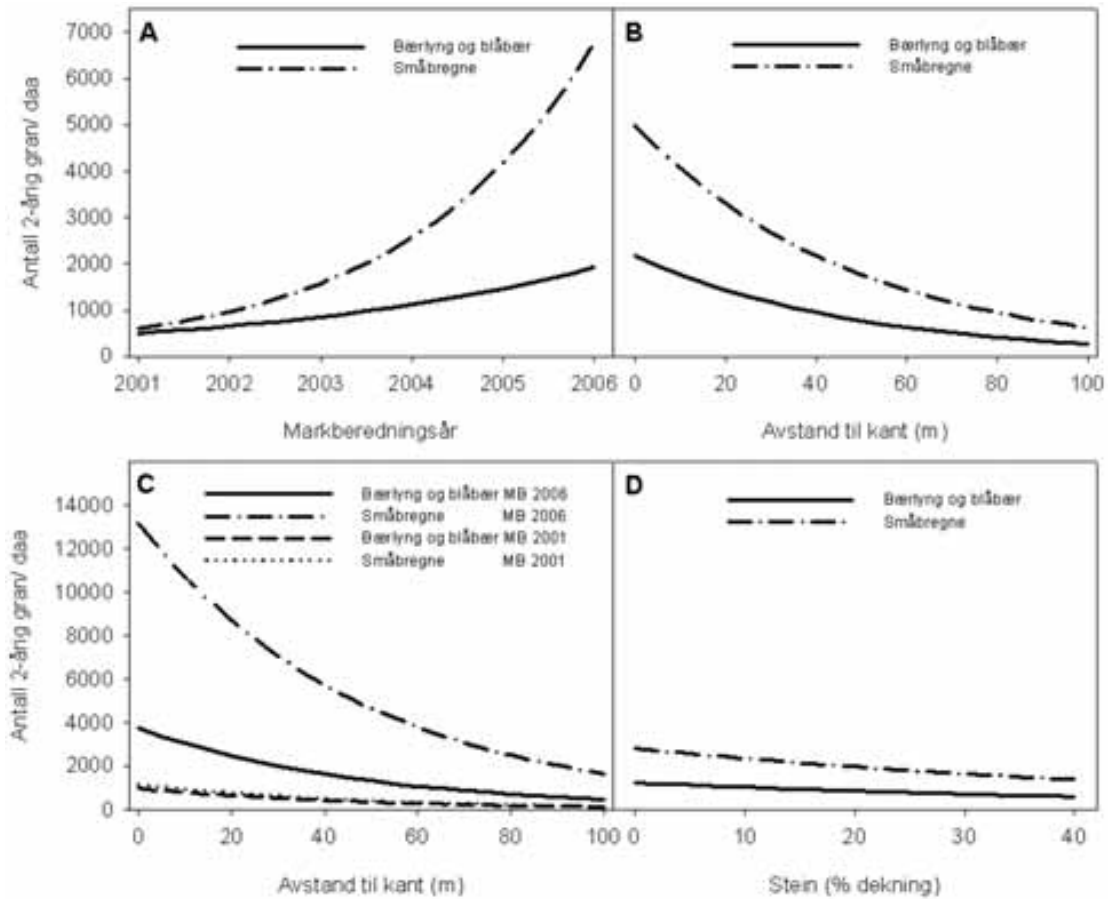 A
Bærlyng og blåbær
Småbregne
7000
6000
5000
4000
3000
2000
1000
0
2001 2002 2003 2004 2005 2006
Markberedningsår
Antall 2-årig gran/ daa
B
Bærlyng og blåbær
Småbregne
0 20 40 60 80 100
Avstand til kant (m)
C
Bærlyng og blåbær MB 2006
Småbregne MB 2006
Bærlyng og blåbær MB 2001
Småbregne MB 2001
14000
12000
10000
8000
6000
4000
2000
0
0 20 40 60 80 100
Avstand til kant (m)
Antall 2-årig gran/ daa
D
Bærlyng og blåbær
Småbregne
0 10 20 30 40
Stein (% dekning)